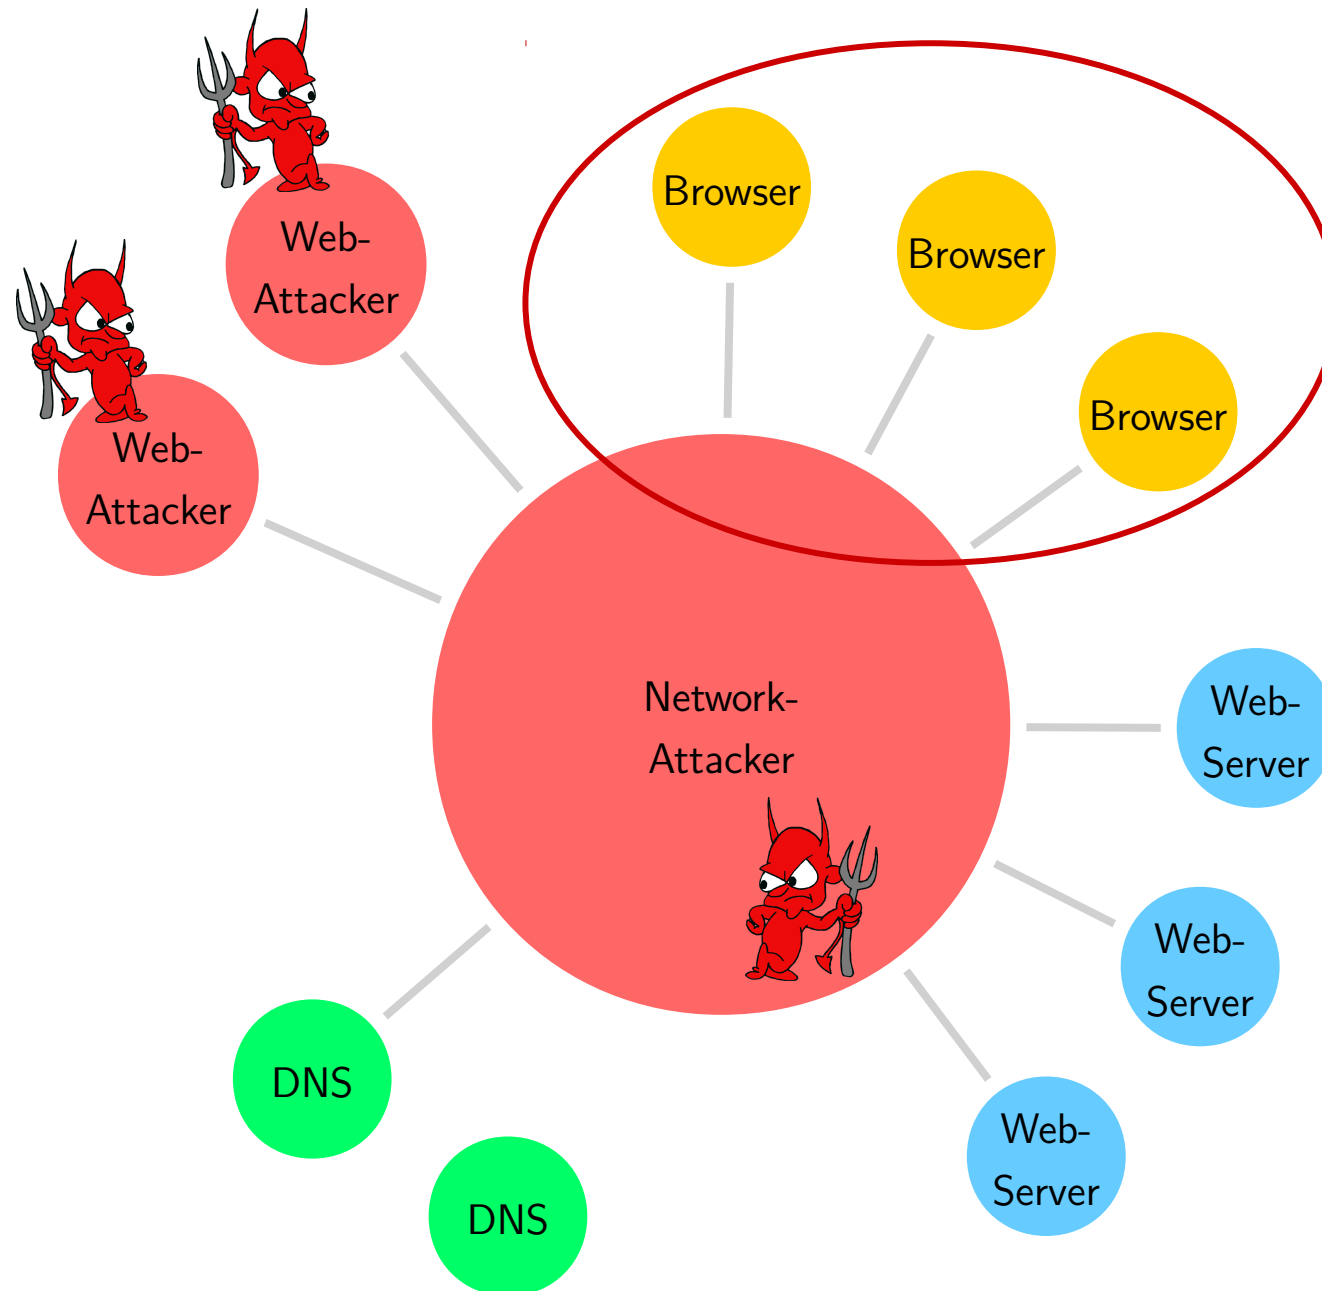 Browser
Web-
Attacker
Browser
Browser
Web-
Attacker
Network-
Attacker
Web-
Server
Web-
Server
DNS
Web-
Server
DNS